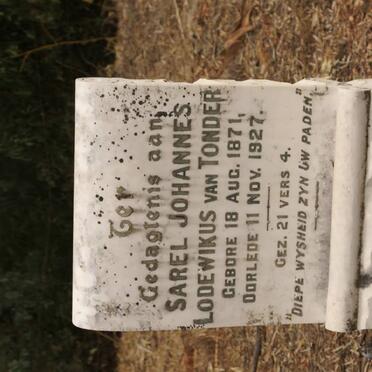 Ter
Gedagtenis aan
SAREL JOHANNES
LODEWIKUS VAN TONDER
GEBORE 18 AUG. 1871,
OORLEDE 11 NOV. 1927.
GEZ. 21 VERS 4.
"DIEPE WYSHEID ZYN UW PADEN"